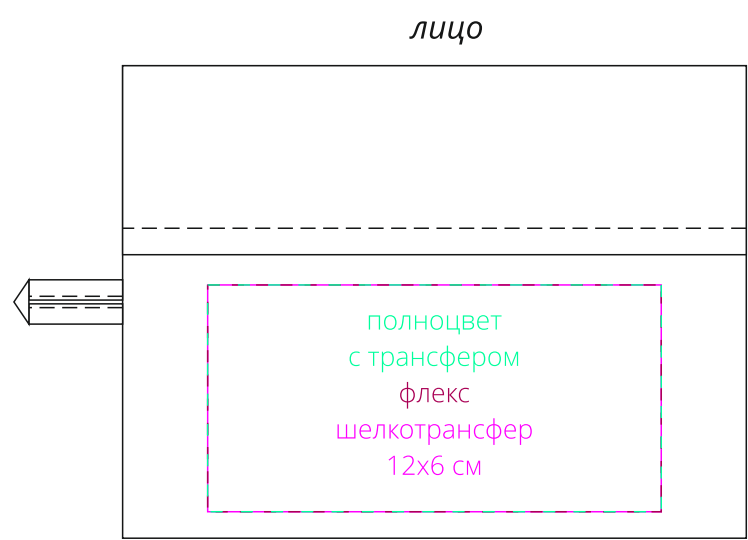 лицо
полноцвет
с трансфером
флекс
шелкотрансфер
12х6 см